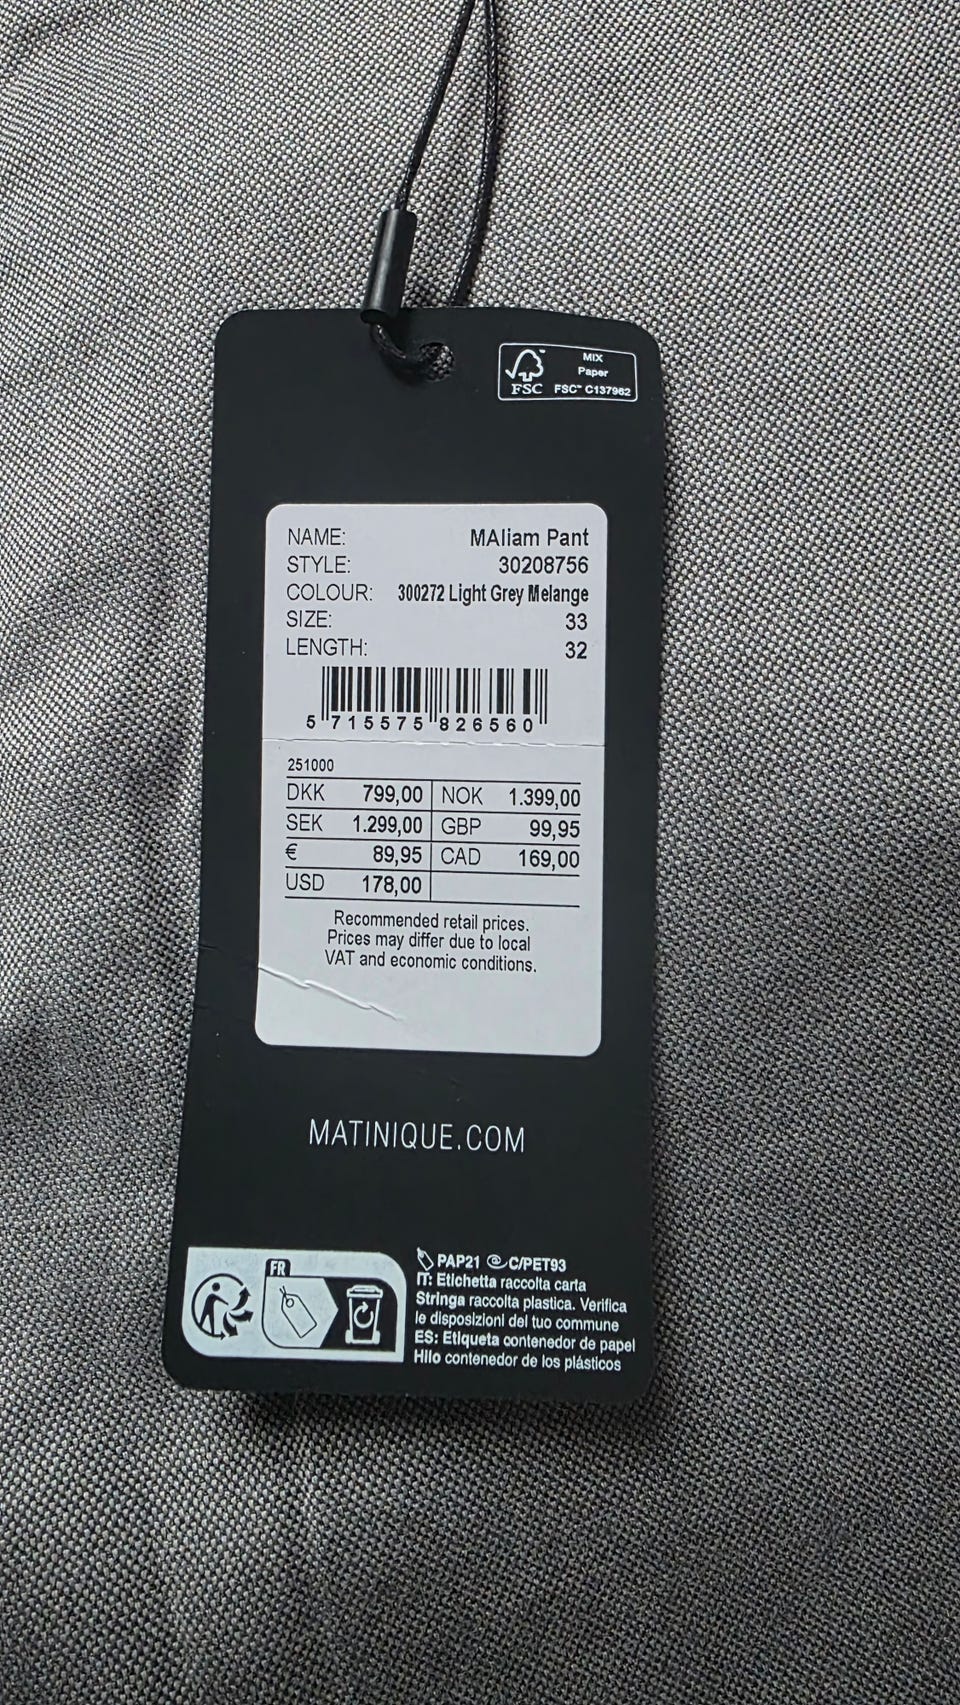 MIX
Paper
FSC™ C137962
FSC
NAME: MAliam Pant
STYLE: 30208756
COLOUR: 300272 Light Grey Melange
SIZE: 33
LENGTH: 32
5 715575 826560
251000
DKK 799,00 NOK 1.399,00
SEK 1.299,00 GBP 99,95
€ 89,95 CAD 169,00
USD 178,00
Recommended retail prices.
Prices may differ due to local
VAT and economic conditions.
MATINIQUE.COM
FR
PAP21 C/PET93
IT: Etichetta raccolta carta
Stringa raccolta plastica. Verifica
le disposizioni del tuo commune
ES: Etiqueta contenedor de papel
Hilo contenedor de los plásticos